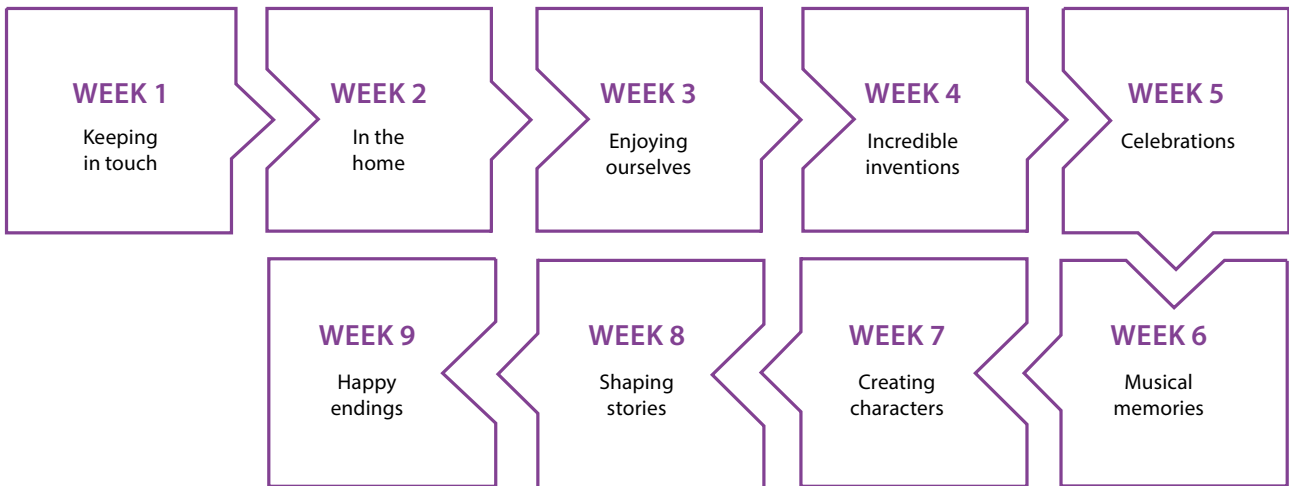 WEEK 1
Keeping
in touch
WEEK 2
In the
home
WEEK 3
Enjoying
ourselves
WEEK 4
Incredible
inventions
WEEK 5
Celebrations
WEEK 6
Musical
memories
WEEK 7
Creating
characters
WEEK 8
Shaping
stories
WEEK 9
Happy
endings